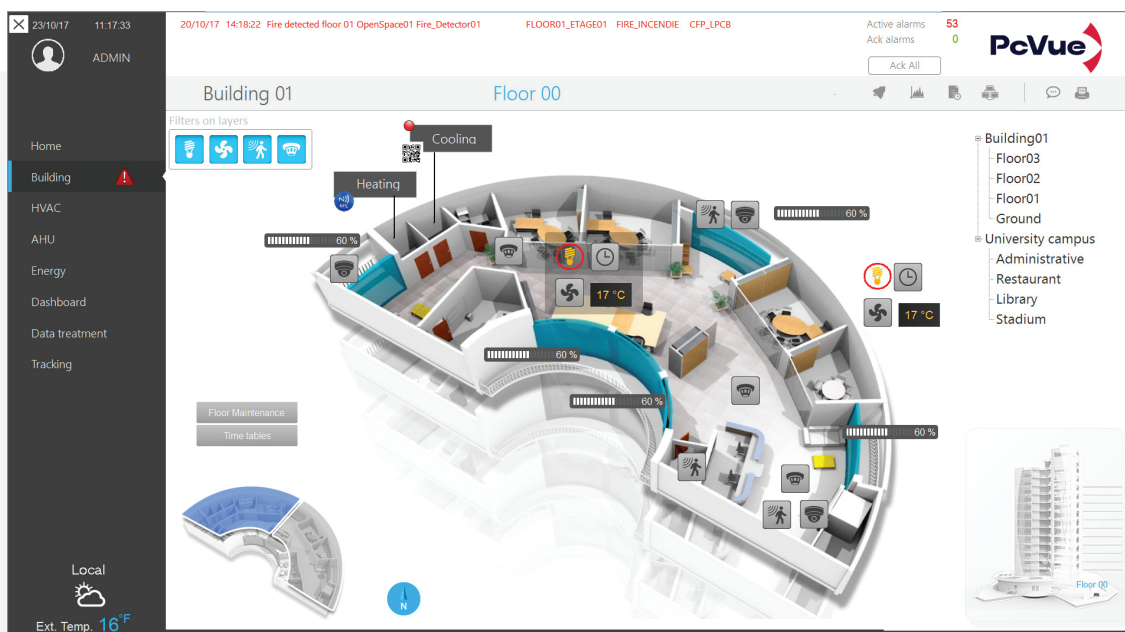 23/10/17 11:17:33
ADMIN
20/10/17 14:18:22 Fire detected floor 01 OpenSpace01 Fire_Detector01 FLOOR01_ETAGE01 FIRE_INCENDIE CFP_LPCB
Active alarms 53
Ack alarms 0
Ack All
PcVue
Building 01 Floor 00
Filters on layers
Home
Building
HVAC
AHU
Energy
Dashboard
Data treatment
Tracking
Cooling
Heating
NFC
60 %
60 %
17 °C
60 %
60 %
60 %
17 °C
Building01
Floor03
Floor02
Floor01
Ground
University campus
Administrative
Restaurant
Library
Stadium
Floor Maintenance
Time tables
N
Floor 00
Local
Ext. Temp. 16°F